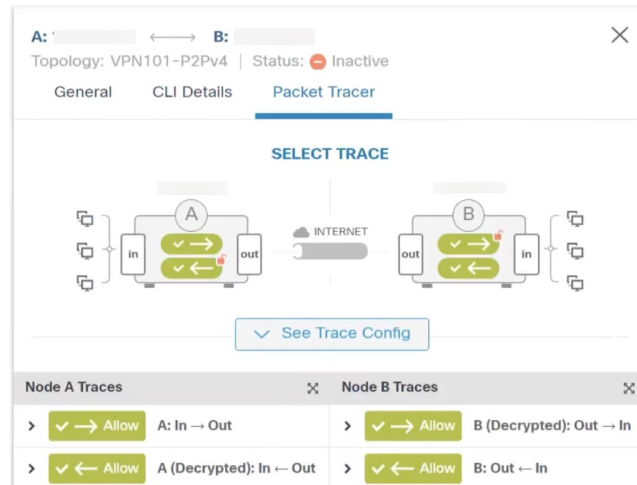 A: B:
Topology: VPN101-P2Pv4 | Status: Inactive
General CLI Details Packet Tracer
SELECT TRACE
A B
INTERNET
in out out in
See Trace Config
Node A Traces Node B Traces
→ Allow A: In → Out → Allow B (Decrypted): Out → In
← Allow A (Decrypted): In ← Out ← Allow B: Out ← In